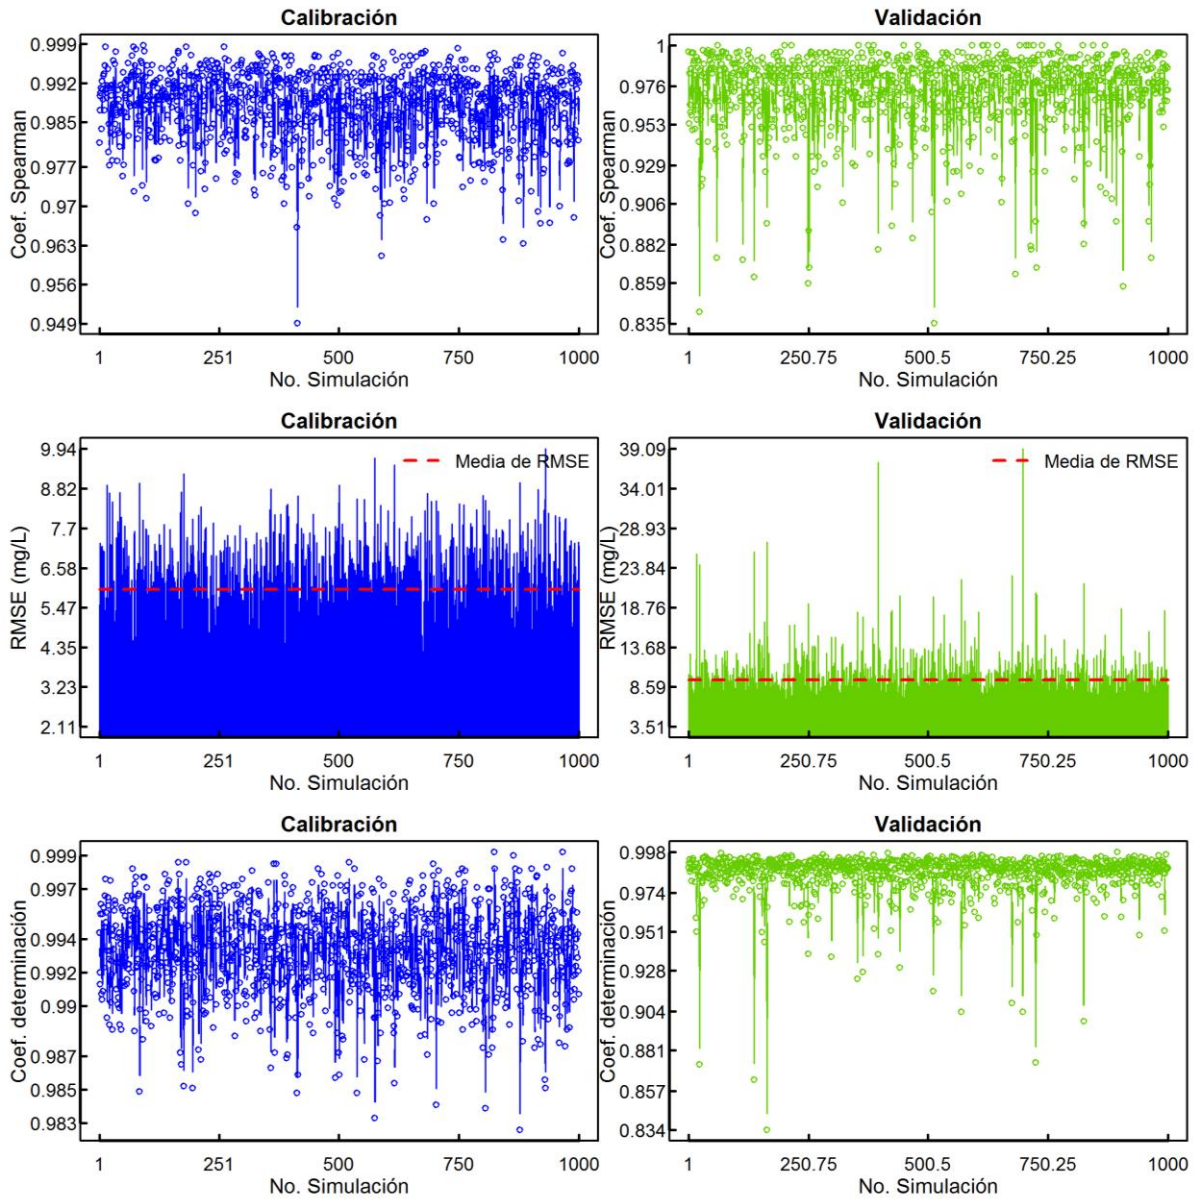 Calibración
Coef. Spearman
0.999
0.992
0.985
0.977
0.97
0.963
0.956
0.949
1 251 500 750 1000
No. Simulación
Validación
Coef. Spearman
1
0.976
0.953
0.929
0.906
0.882
0.859
0.835
1 250.75 500.5 750.25 1000
No. Simulación
Calibración
RMSE (mg/L)
9.94
8.82
7.7
6.58
5.47
4.35
3.23
2.11
Media de RMSE
1 251 500 750 1000
No. Simulación
Validación
RMSE (mg/L)
39.09
34.01
28.93
23.84
18.76
13.68
8.59
3.51
Media de RMSE
1 250.75 500.5 750.25 1000
No. Simulación
Calibración
Coef. determinación
0.999
0.997
0.994
0.992
0.99
0.987
0.985
0.983
1 251 500 750 1000
No. Simulación
Validación
Coef. determinación
0.998
0.974
0.951
0.928
0.904
0.881
0.857
0.834
1 250.75 500.5 750.25 1000
No. Simulación